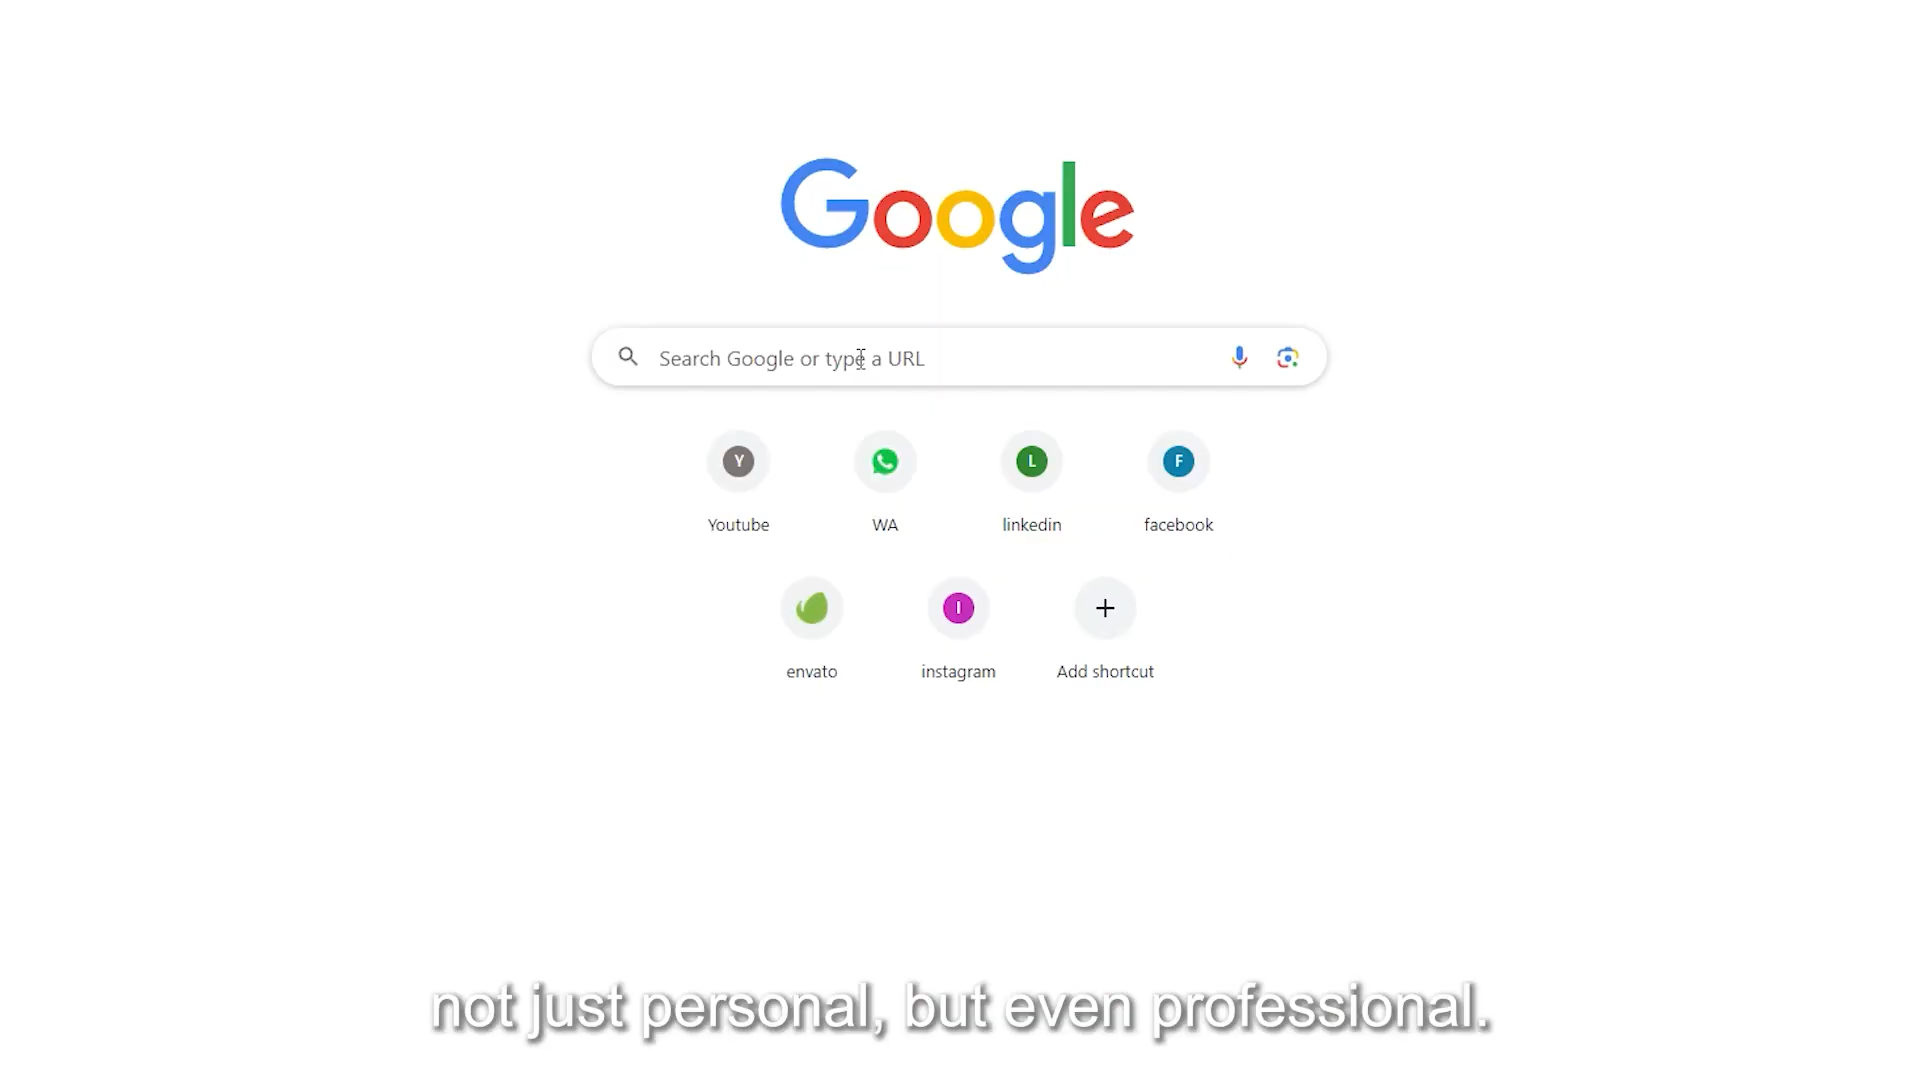 Google
Search Google or type a URL
Y
L
F
Youtube
WA
linkedin
facebook
I
envato
instagram
Add shortcut
not just personal, but even professional.